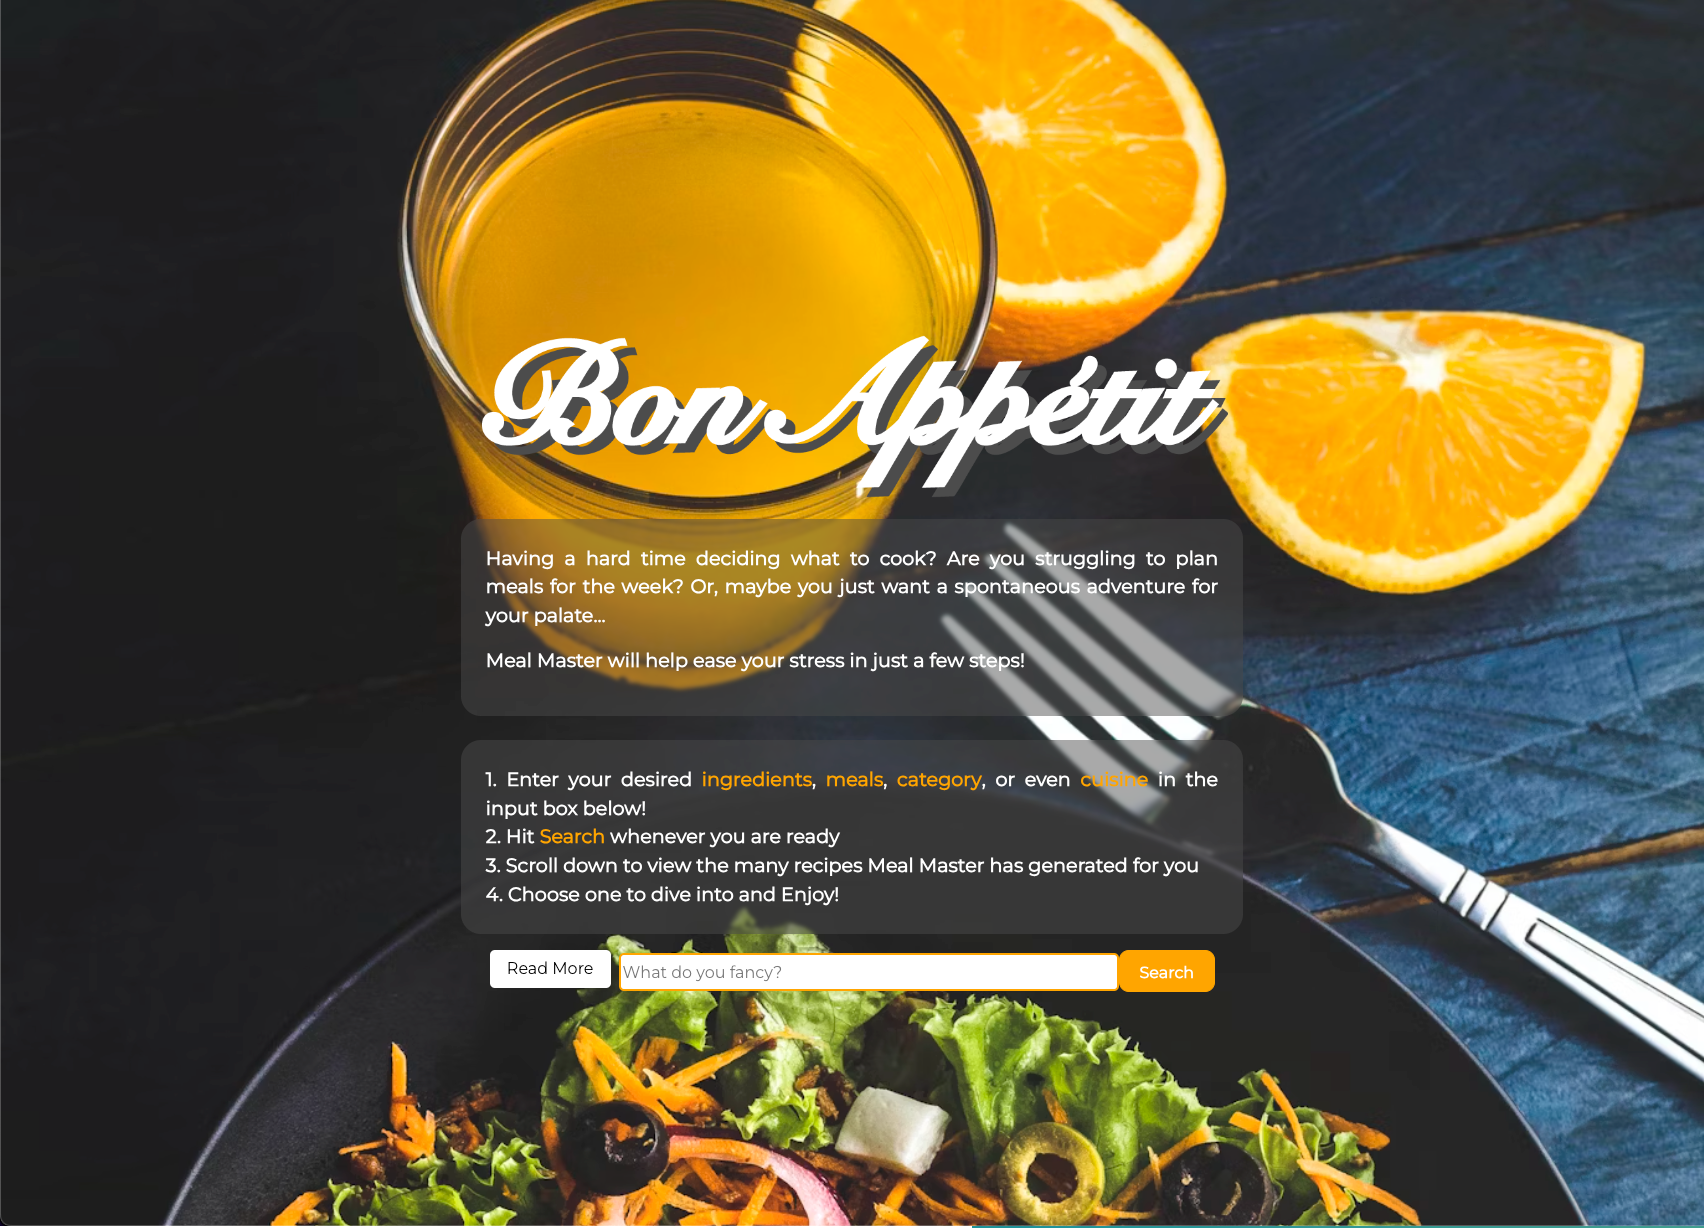 Bon Appétit
Having a hard time deciding what to cook? Are you struggling to plan
meals for the week? Or, maybe you just want a spontaneous adventure for
your palate...
Meal Master will help ease your stress in just a few steps!
1. Enter your desired ingredients, meals, category, or even cuisine in the
input box below!
2. Hit Search whenever you are ready
3. Scroll down to view the many recipes Meal Master has generated for you
4. Choose one to dive into and Enjoy!
Read More
What do you fancy?
Search